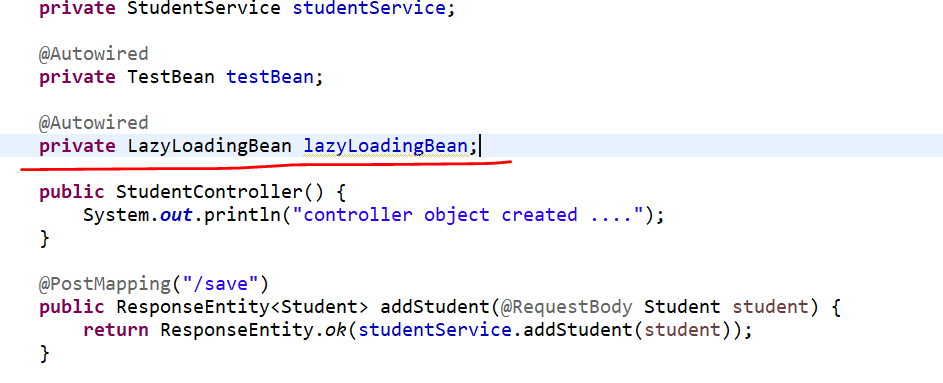 private StudentService studentService;
@Autowired
private TestBean testBean;
@Autowired
private LazyLoadingBean lazyLoadingBean;
public StudentController() {
System.out.println("controller object created ....");
}
@PostMapping("/save")
public ResponseEntity<Student> addStudent(@RequestBody Student student) {
return ResponseEntity.ok(studentService.addStudent(student));
}